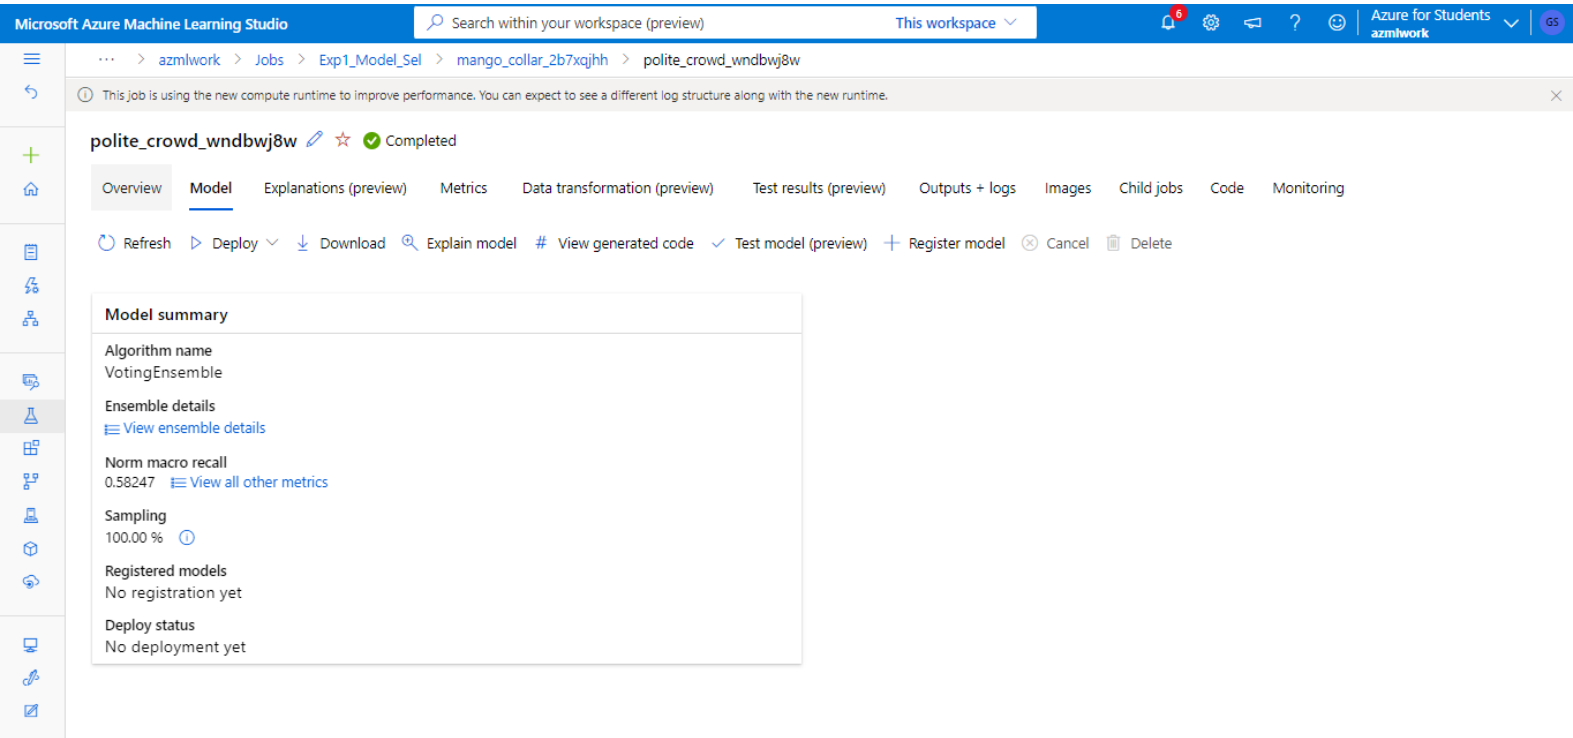 Microsoft Azure Machine Learning Studio
Search within your workspace (preview)
This workspace
6
?
Azure for Students
azmlwork
GS
··· > azmlwork > Jobs > Exp1_Model_Sel > mango_collar_2b7xqjhh > polite_crowd_wndbwj8w
This job is using the new compute runtime to improve performance. You can expect to see a different log structure along with the new runtime.
polite_crowd_wndbwj8w Completed
Overview Model Explanations (preview) Metrics Data transformation (preview) Test results (preview) Outputs + logs Images Child jobs Code Monitoring
Refresh Deploy Download Explain model # View generated code Test model (preview) Register model Cancel Delete
Model summary
Algorithm name
VotingEnsemble
Ensemble details
View ensemble details
Norm macro recall
0.58247 View all other metrics
Sampling
100.00 %
Registered models
No registration yet
Deploy status
No deployment yet